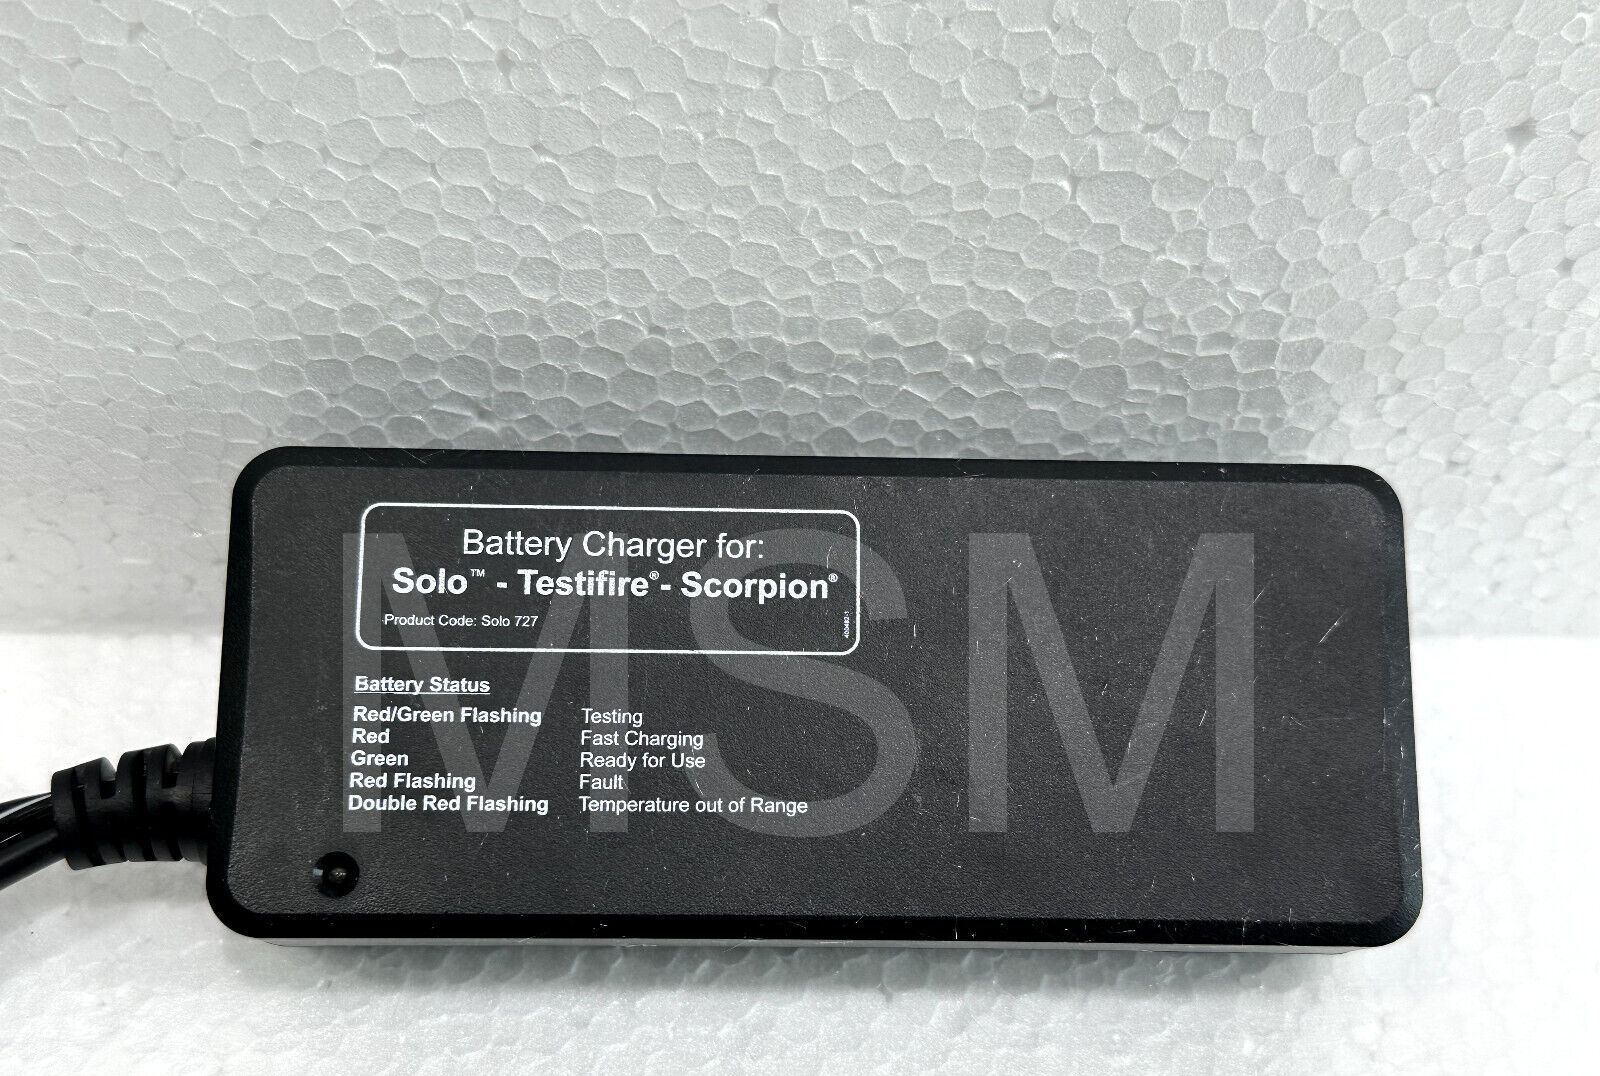 Battery Charger for:
Solo™ - Testifire® - Scorpion®
Product Code: Solo 727
Battery Status
Red/Green Flashing Testing
Red Fast Charging
Green Ready for Use
Red Flashing Fault
Double Red Flashing Temperature out of Range
MSM